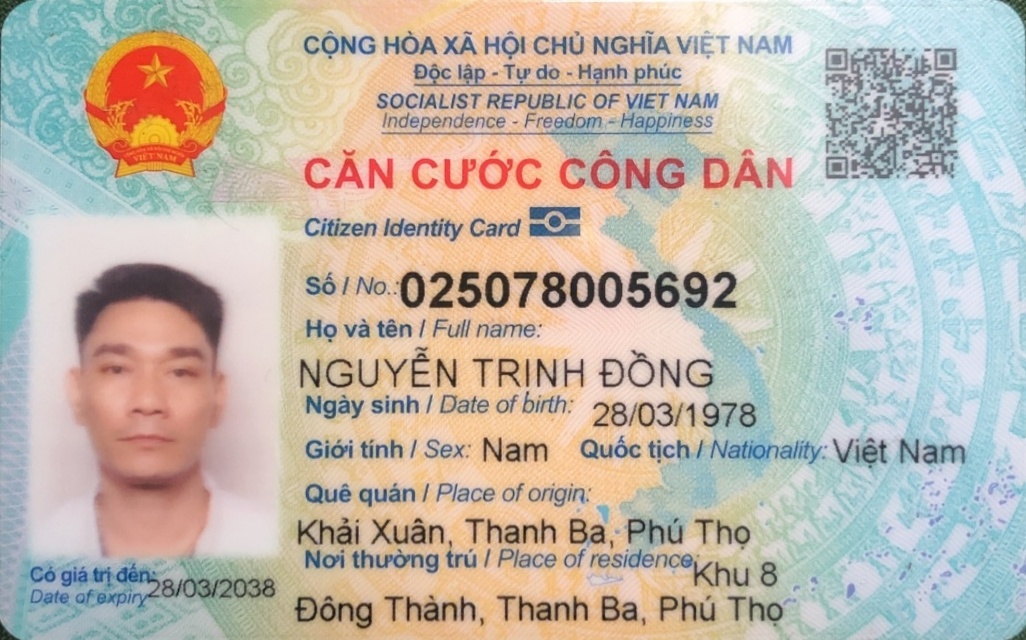 CỘNG HÒA XÃ HỘI CHỦ NGHĨA VIỆT NAM
Độc lập - Tự do - Hạnh phúc
SOCIALIST REPUBLIC OF VIET NAM
Independence - Freedom - Happiness
CĂN CƯỚC CÔNG DÂN
Citizen Identity Card
Số / No.: 025078005692
Họ và tên / Full name:
NGUYỄN TRỊNH ĐỒNG
Ngày sinh / Date of birth: 28/03/1978
Giới tính / Sex: Nam Quốc tịch / Nationality: Việt Nam
Quê quán / Place of origin:
Khải Xuân, Thanh Ba, Phú Thọ
Nơi thường trú / Place of residence: Khu 8
Đông Thành, Thanh Ba, Phú Thọ
Có giá trị đến: 28/03/2038
Date of expiry
VIỆT NAM